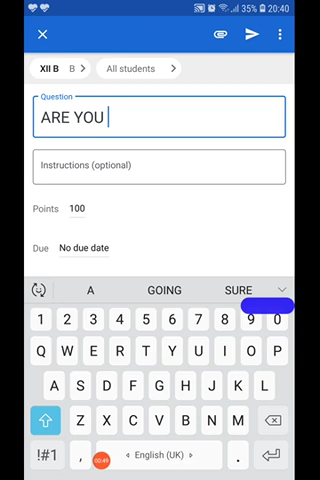 35% 20:40
XII B B All students
Question
ARE YOU
Instructions (optional)
Points 100
Due No due date
A GOING SURE
1 2 3 4 5 6 7 8 9 0
Q W E R T Y U I O P
A S D F G H J K L
Z X C V B N M
!#1 , 00:49 English (UK) .